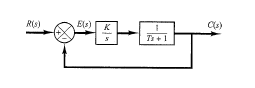 R(s) E(s) C(s)
+ −
K
s
1
Ts + 1